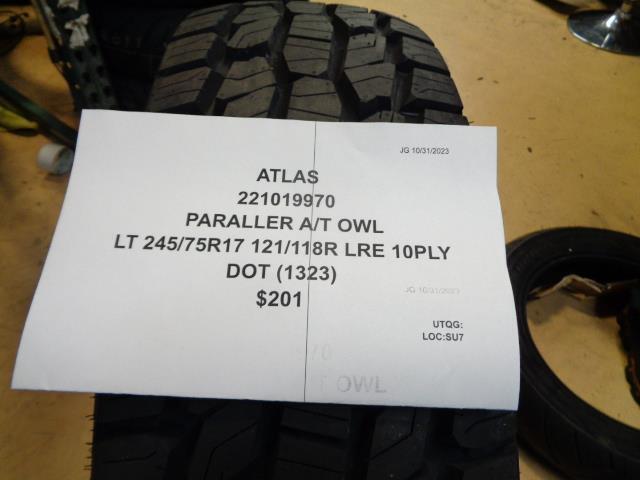 JG 10/31/2023
ATLAS
221019970
PARALLER A/T OWL
LT 245/75R17 121/118R LRE 10PLY
DOT (1323)
JG 10/31/2023
$201
UTQG:
LOC:SU7
970
T OWL